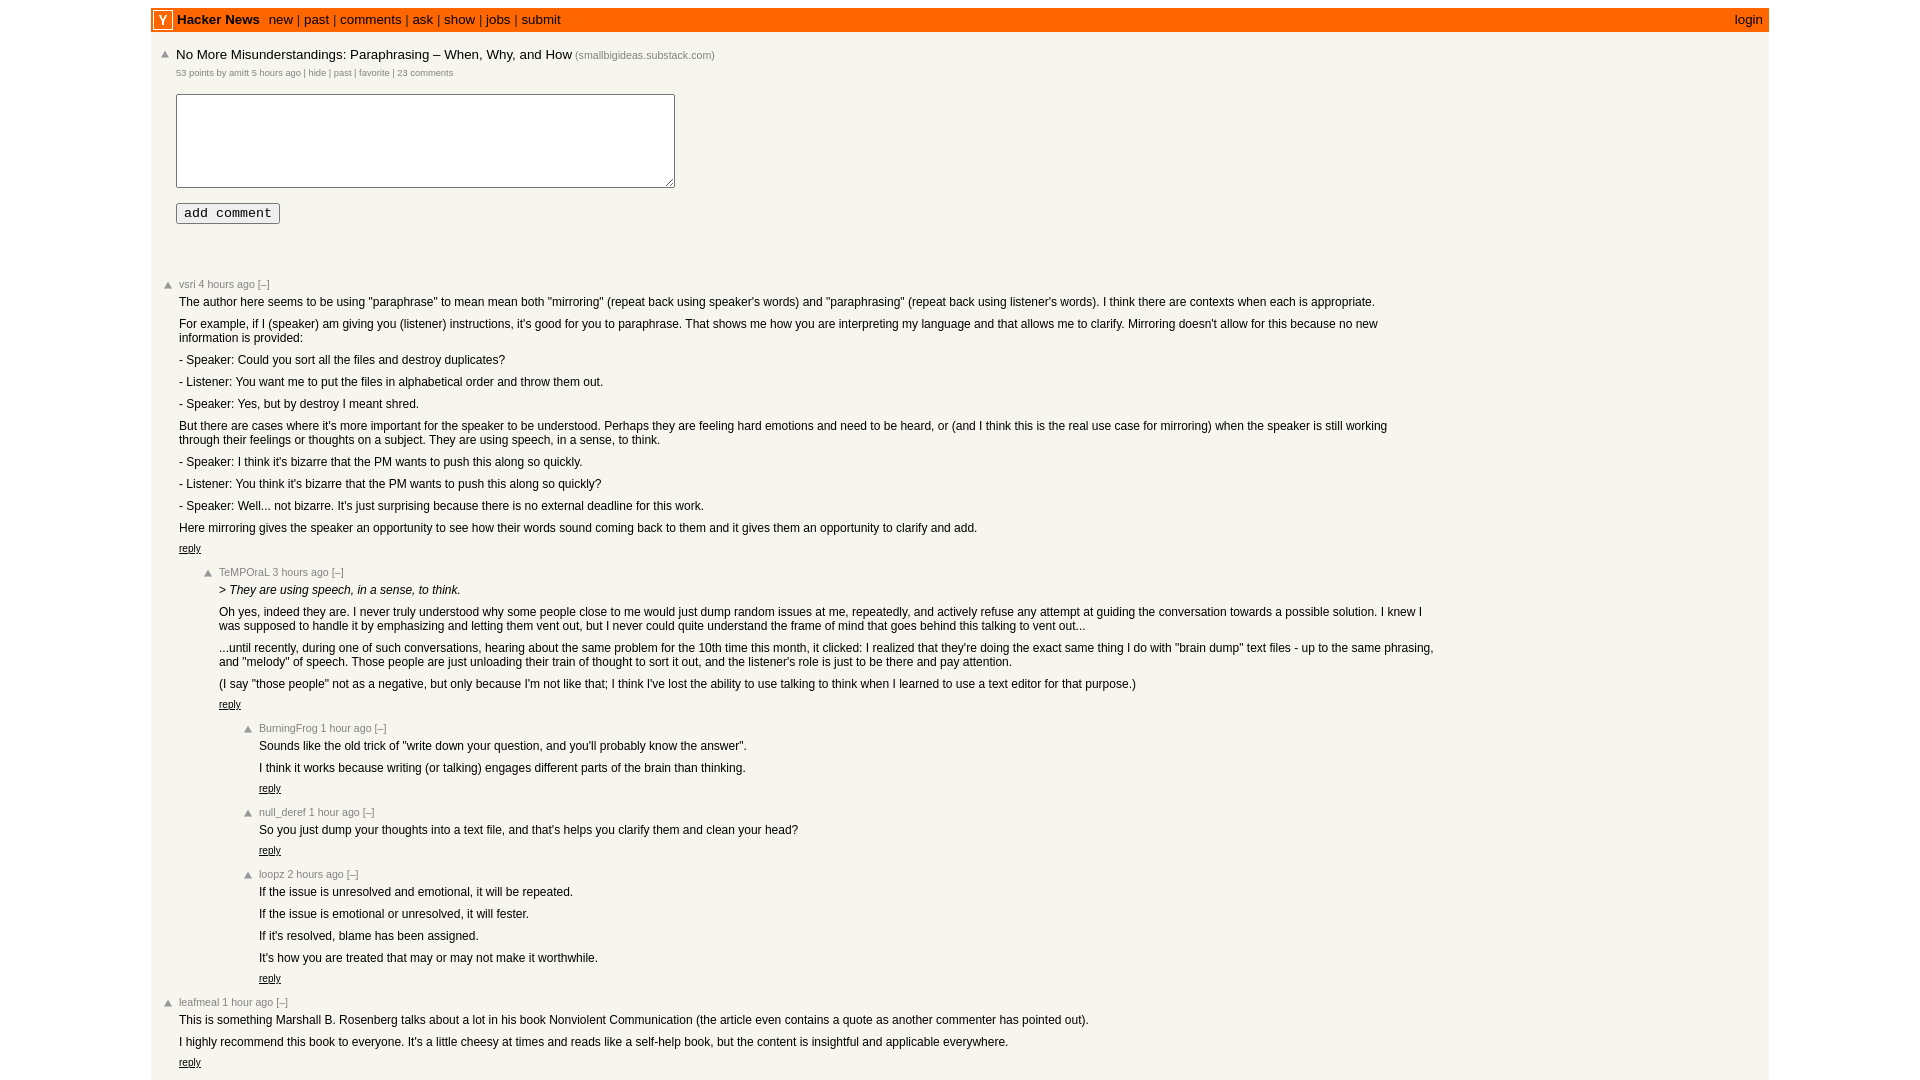 Y Hacker News new | past | comments | ask | show | jobs | submit login
No More Misunderstandings: Paraphrasing – When, Why, and How (smallbigideas.substack.com)
53 points by amitt 5 hours ago | hide | past | favorite | 23 comments
add comment
vsri 4 hours ago [–]
The author here seems to be using "paraphrase" to mean mean both "mirroring" (repeat back using speaker's words) and "paraphrasing" (repeat back using listener's words). I think there are contexts when each is appropriate.
For example, if I (speaker) am giving you (listener) instructions, it's good for you to paraphrase. That shows me how you are interpreting my language and that allows me to clarify. Mirroring doesn't allow for this because no new
information is provided:
- Speaker: Could you sort all the files and destroy duplicates?
- Listener: You want me to put the files in alphabetical order and throw them out.
- Speaker: Yes, but by destroy I meant shred.
But there are cases where it's more important for the speaker to be understood. Perhaps they are feeling hard emotions and need to be heard, or (and I think this is the real use case for mirroring) when the speaker is still working
through their feelings or thoughts on a subject. They are using speech, in a sense, to think.
- Speaker: I think it's bizarre that the PM wants to push this along so quickly.
- Listener: You think it's bizarre that the PM wants to push this along so quickly?
- Speaker: Well... not bizarre. It's just surprising because there is no external deadline for this work.
Here mirroring gives the speaker an opportunity to see how their words sound coming back to them and it gives them an opportunity to clarify and add.
reply
TeMPOraL 3 hours ago [–]
> They are using speech, in a sense, to think.
Oh yes, indeed they are. I never truly understood why some people close to me would just dump random issues at me, repeatedly, and actively refuse any attempt at guiding the conversation towards a possible solution. I knew I
was supposed to handle it by emphasizing and letting them vent out, but I never could quite understand the frame of mind that goes behind this talking to vent out...
...until recently, during one of such conversations, hearing about the same problem for the 10th time this month, it clicked: I realized that they're doing the exact same thing I do with "brain dump" text files - up to the same phrasing,
and "melody" of speech. Those people are just unloading their train of thought to sort it out, and the listener's role is just to be there and pay attention.
(I say "those people" not as a negative, but only because I'm not like that; I think I've lost the ability to use talking to think when I learned to use a text editor for that purpose.)
reply
BurningFrog 1 hour ago [–]
Sounds like the old trick of "write down your question, and you'll probably know the answer".
I think it works because writing (or talking) engages different parts of the brain than thinking.
reply
null_deref 1 hour ago [–]
So you just dump your thoughts into a text file, and that's helps you clarify them and clean your head?
reply
loopz 2 hours ago [–]
If the issue is unresolved and emotional, it will be repeated.
If the issue is emotional or unresolved, it will fester.
If it's resolved, blame has been assigned.
It's how you are treated that may or may not make it worthwhile.
reply
leafmeal 1 hour ago [–]
This is something Marshall B. Rosenberg talks about a lot in his book Nonviolent Communication (the article even contains a quote as another commenter has pointed out).
I highly recommend this book to everyone. It's a little cheesy at times and reads like a self-help book, but the content is insightful and applicable everywhere.
reply